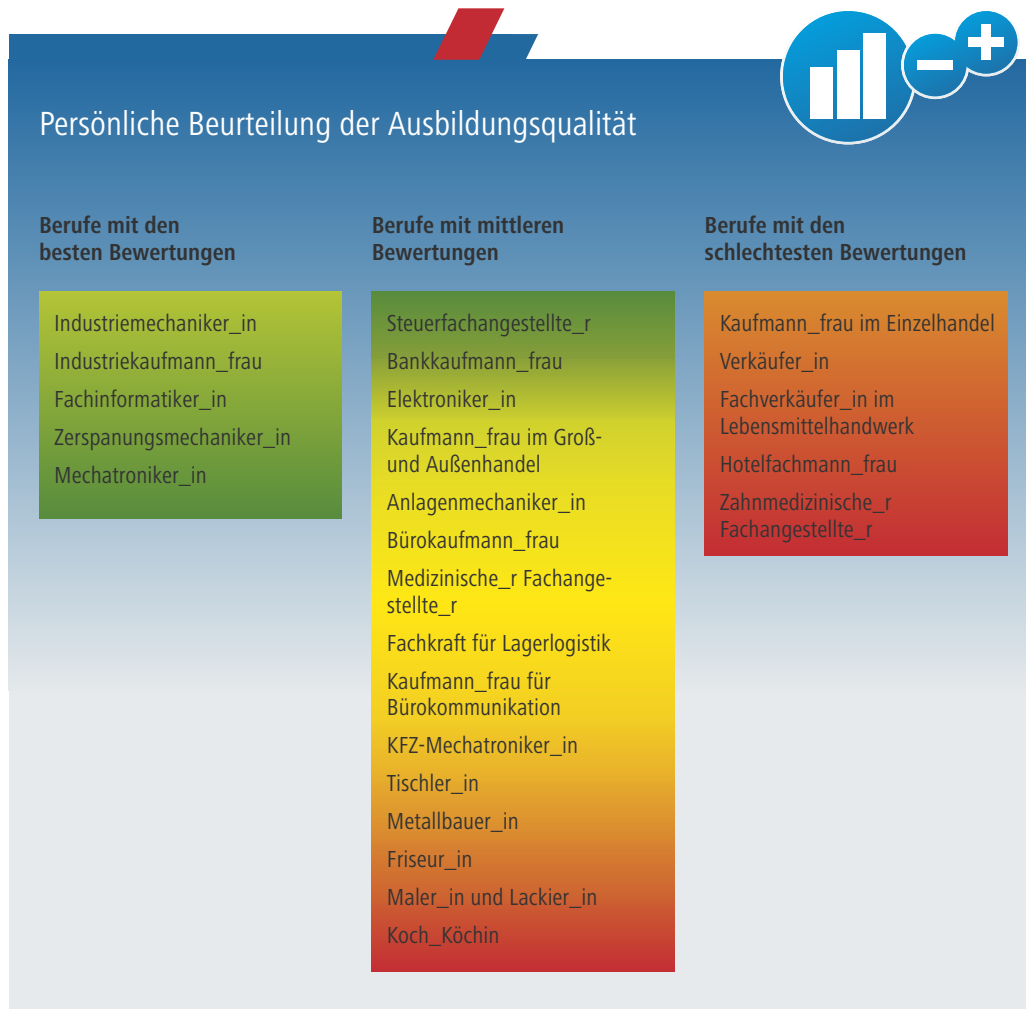 Persönliche Beurteilung der Ausbildungsqualität
Berufe mit den
besten Bewertungen
Industriemechaniker_in
Industriekaufmann_frau
Fachinformatiker_in
Zerspanungsmechaniker_in
Mechatroniker_in
Berufe mit mittleren
Bewertungen
Steuerfachangestellte_r
Bankkaufmann_frau
Elektroniker_in
Kaufmann_frau im Groß-
und Außenhandel
Anlagenmechaniker_in
Bürokaufmann_frau
Medizinische_r Fachange-
stellte_r
Fachkraft für Lagerlogistik
Kaufmann_frau für
Bürokommunikation
KFZ-Mechatroniker_in
Tischler_in
Metallbauer_in
Friseur_in
Maler_in und Lackier_in
Koch_Köchin
Berufe mit den
schlechtesten Bewertungen
Kaufmann_frau im Einzelhandel
Verkäufer_in
Fachverkäufer_in im
Lebensmittelhandwerk
Hotelfachmann_frau
Zahnmedizinische_r
Fachangestellte_r